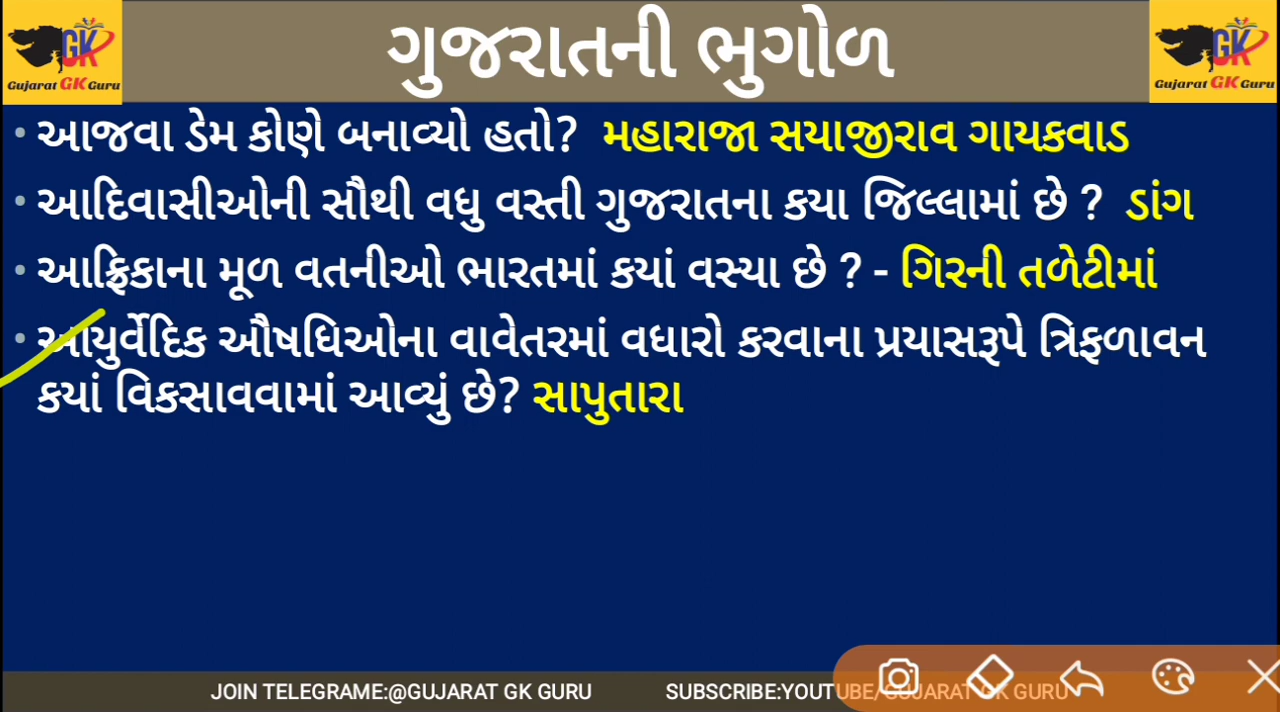 GK
Gujarat GK Guru
ગુજરાતની ભુગોળ
GK
Gujarat GK Guru
• આજવા ડેમ કોણે બનાવ્યો હતો? મહારાજા સયાજીરાવ ગાયકવાડ
• આદિવાસીઓની સૌથી વધુ વસ્તી ગુજરાતના કયા જિલ્લામાં છે ? ડાંગ
• આફ્રિકાના મૂળ વતનીઓ ભારતમાં કયાં વસ્યા છે ? - ગિરની તળેટીમાં
• આયુર્વેદિક ઔષધિઓના વાવેતરમાં વધારો કરવાના પ્રયાસરૂપે ત્રિફળાવન
કયાં વિકસાવવામાં આવ્યું છે? સાપુતારા
JOIN TELEGRAME:@GUJARAT GK GURU SUBSCRIBE:YOUTUBE/GUJARAT GK GURU